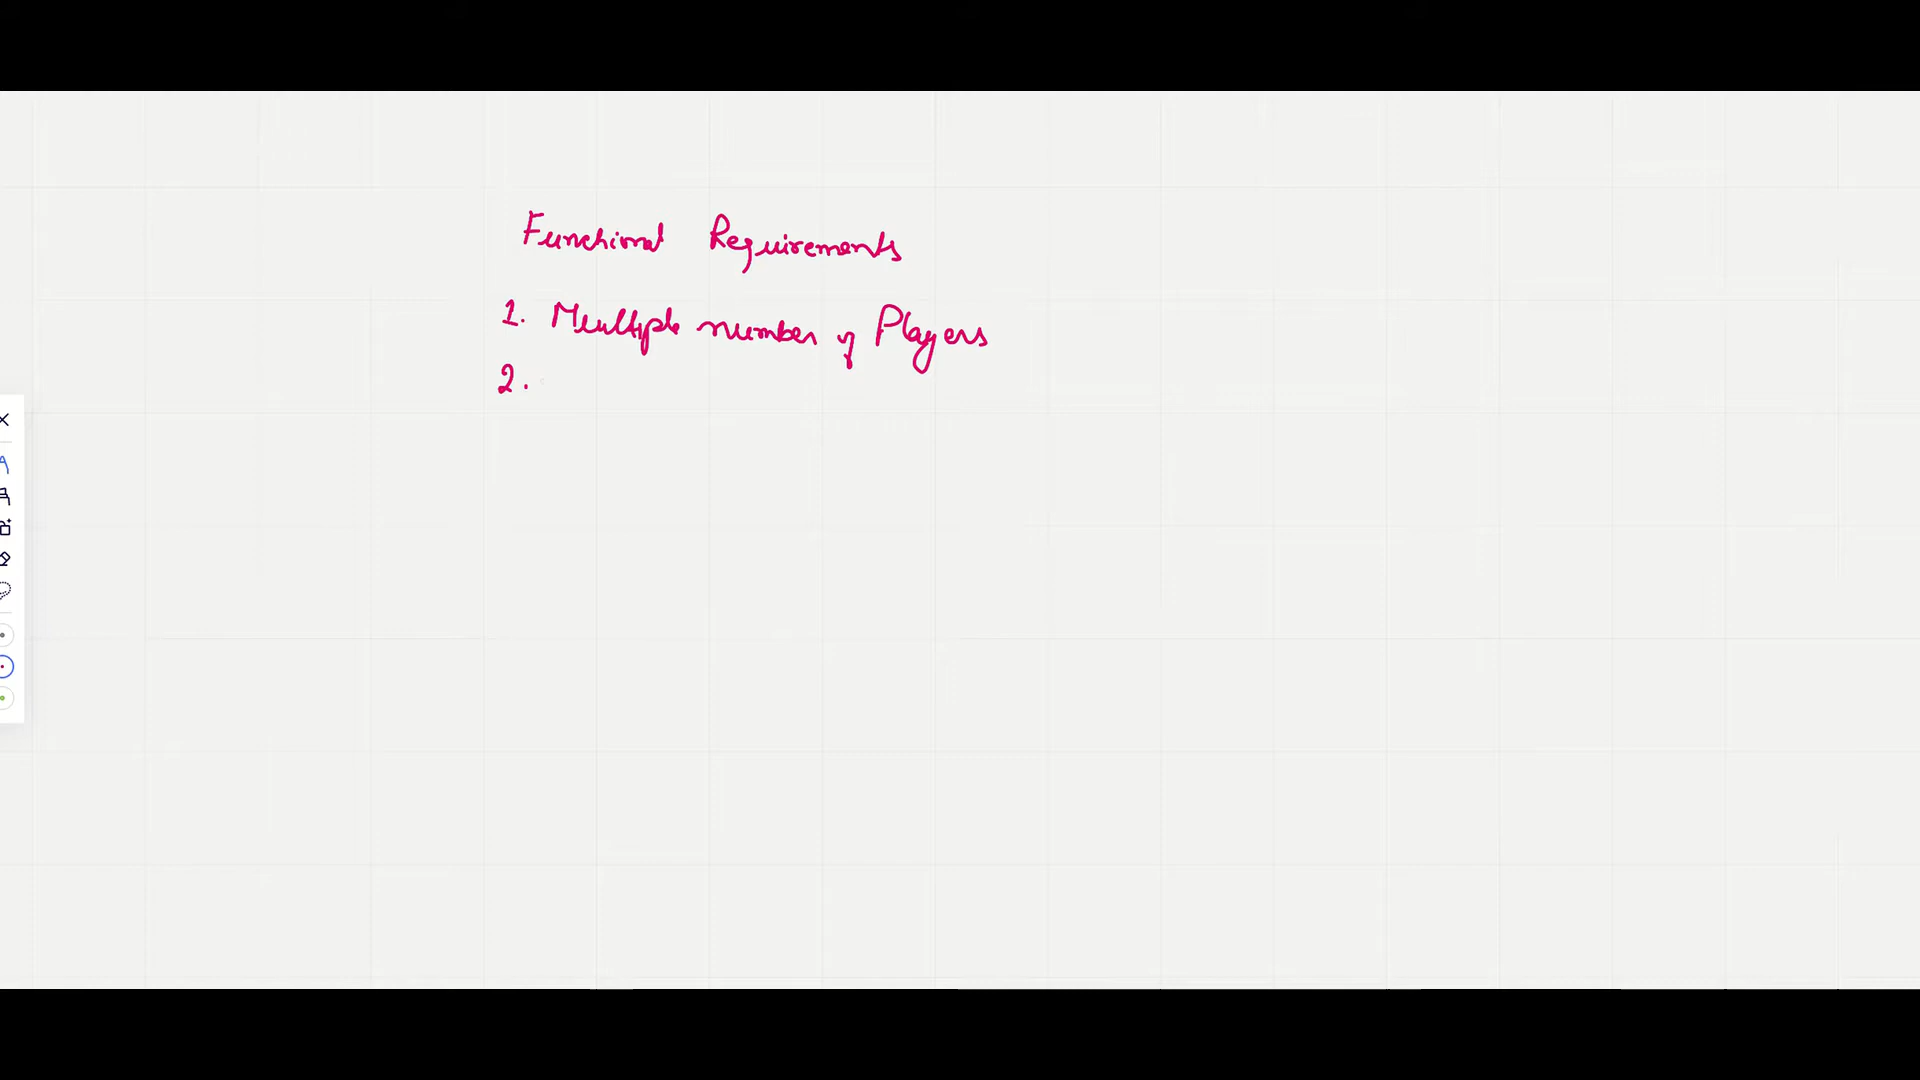 Functional Requirements
1. Multiple number of Players
2.